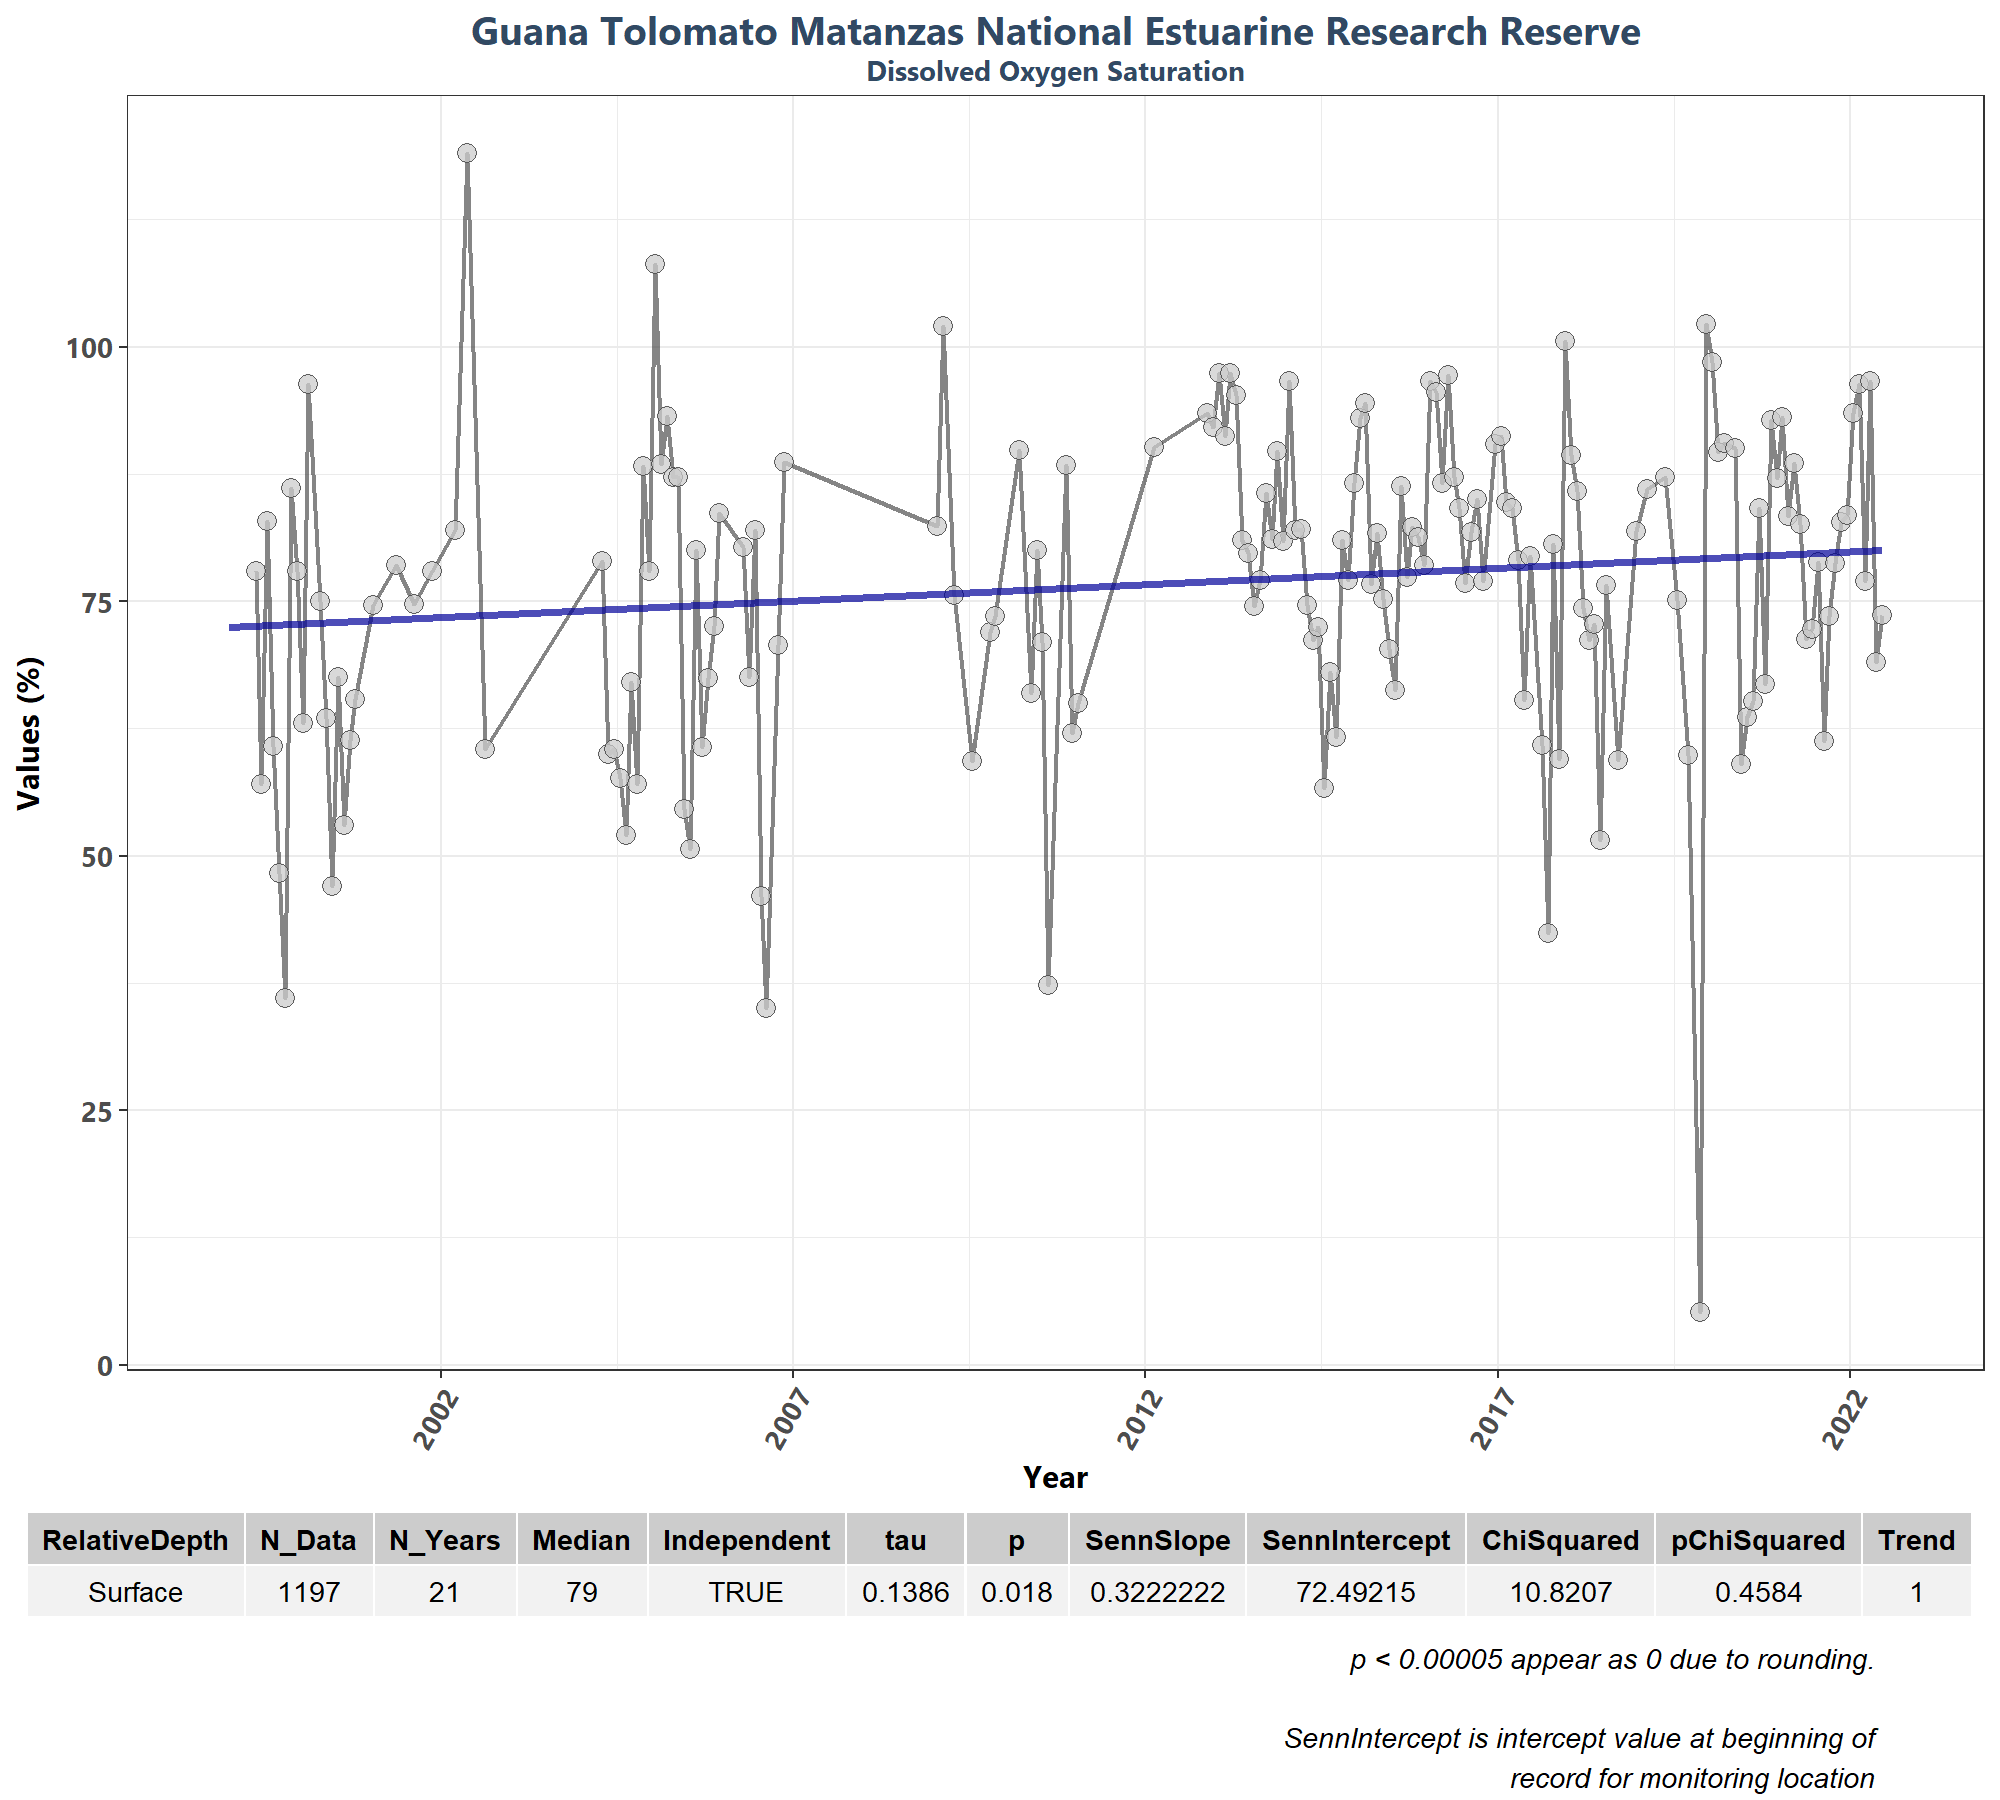 Guana Tolomato Matanzas National Estuarine Research Reserve
Dissolved Oxygen Saturation
Values (%)
100
75
50
25
0
2002 2007 2012 2017 2022
Year
RelativeDepth N_Data N_Years Median Independent tau p SennSlope SennIntercept ChiSquared pChiSquared Trend
Surface 1197 21 79 TRUE 0.1386 0.018 0.3222222 72.49215 10.8207 0.4584 1
p < 0.00005 appear as 0 due to rounding.
SennIntercept is intercept value at beginning of
record for monitoring location